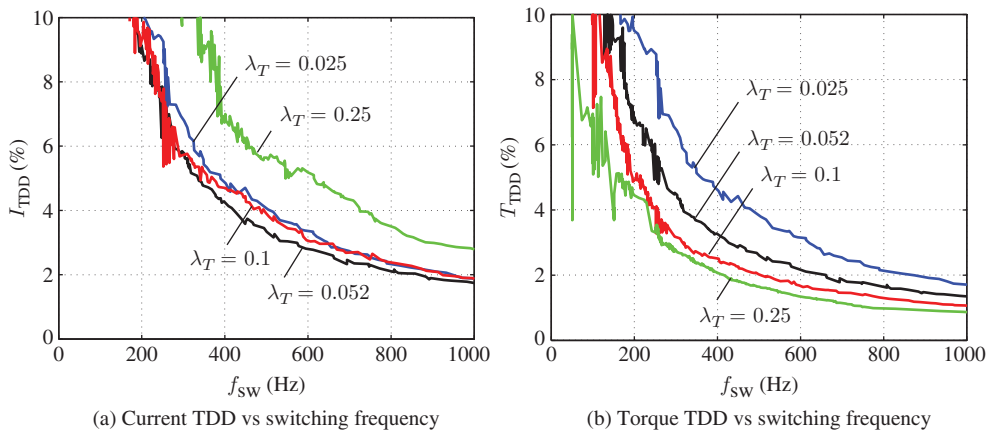 10
8
6
4
2
0
I_TDD (%)
λ_T = 0.025
λ_T = 0.25
λ_T = 0.1
λ_T = 0.052
0 200 400 600 800 1000
f_SW (Hz)
(a) Current TDD vs switching frequency
10
8
6
4
2
0
T_TDD (%)
λ_T = 0.025
λ_T = 0.052
λ_T = 0.1
λ_T = 0.25
0 200 400 600 800 1000
f_SW (Hz)
(b) Torque TDD vs switching frequency